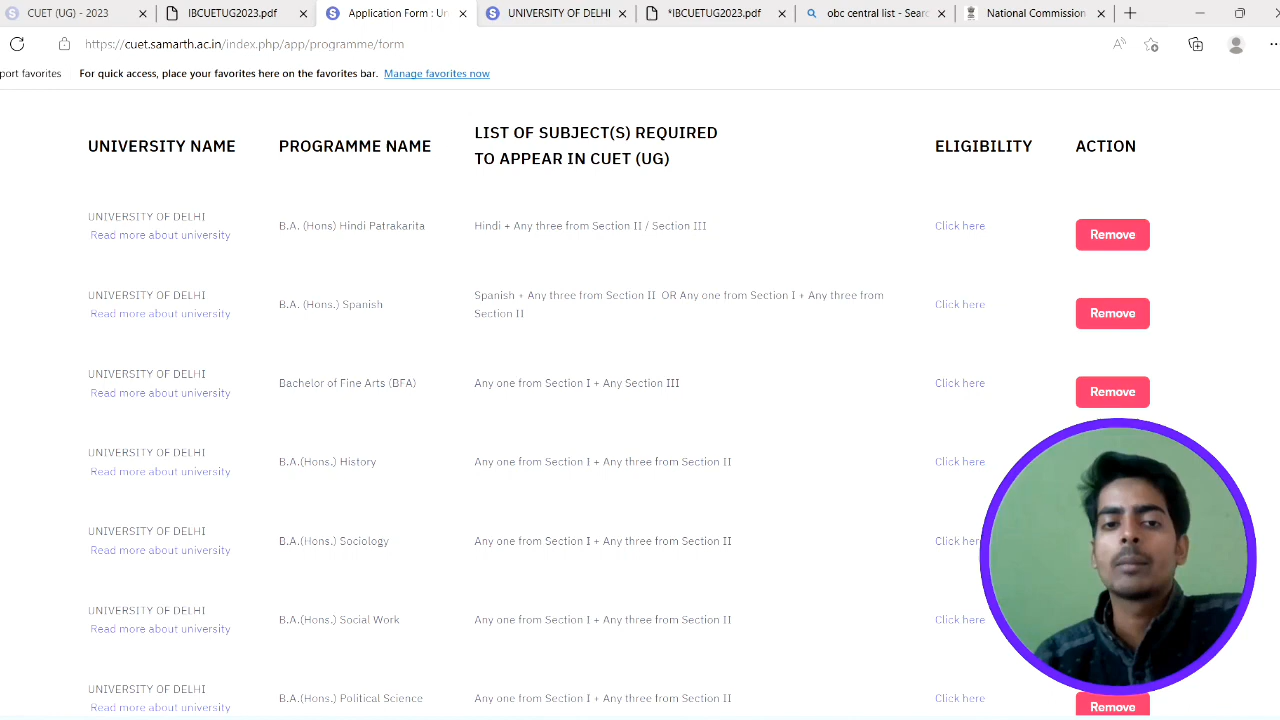 CUET (UG) - 2023
IBCUETUG2023.pdf
Application Form : Un
UNIVERSITY OF DELHI
*IBCUETUG2023.pdf
obc central list - Searc
National Commission
https://cuet.samarth.ac.in/index.php/app/programme/form
port favorites
For quick access, place your favorites here on the favorites bar. Manage favorites now
UNIVERSITY NAME
PROGRAMME NAME
LIST OF SUBJECT(S) REQUIRED
TO APPEAR IN CUET (UG)
ELIGIBILITY
ACTION
UNIVERSITY OF DELHI
Read more about university
B.A. (Hons) Hindi Patrakarita
Hindi + Any three from Section II / Section III
Click here
Remove
UNIVERSITY OF DELHI
Read more about university
B.A. (Hons.) Spanish
Spanish + Any three from Section II OR Any one from Section I + Any three from
Section II
Click here
Remove
UNIVERSITY OF DELHI
Read more about university
Bachelor of Fine Arts (BFA)
Any one from Section I + Any Section III
Click here
Remove
UNIVERSITY OF DELHI
Read more about university
B.A.(Hons.) History
Any one from Section I + Any three from Section II
Click here
UNIVERSITY OF DELHI
Read more about university
B.A.(Hons.) Sociology
Any one from Section I + Any three from Section II
Click here
UNIVERSITY OF DELHI
Read more about university
B.A.(Hons.) Social Work
Any one from Section I + Any three from Section II
Click here
UNIVERSITY OF DELHI
Read more about university
B.A.(Hons.) Political Science
Any one from Section I + Any three from Section II
Click here
Remove